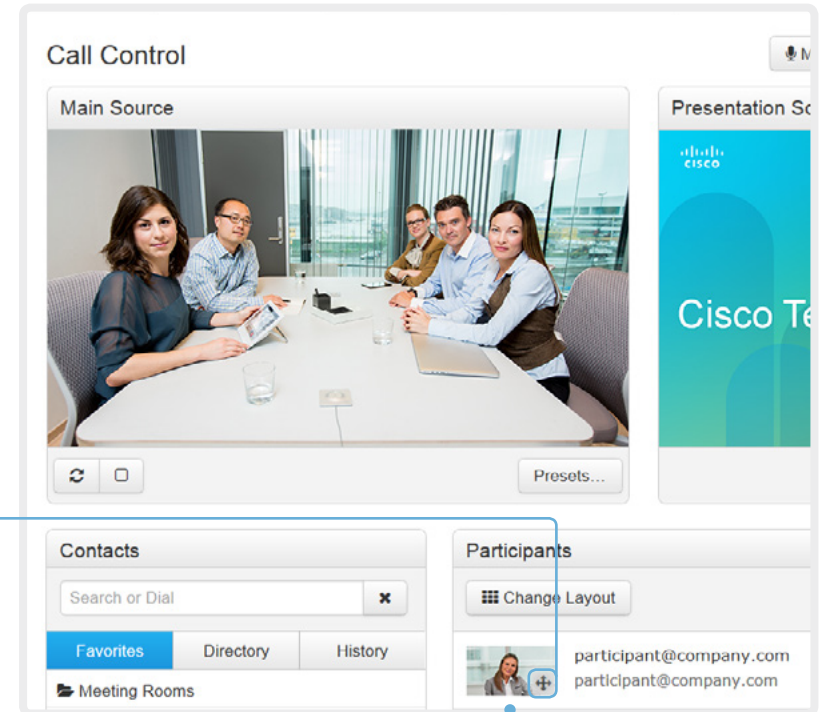 Call Control
M
Main Source
Presentation So
CISCO
Cisco Te
Presets...
Contacts
Participants
Search or Dial
Change Layout
Favorites Directory History
participant@company.com
participant@company.com
Meeting Rooms